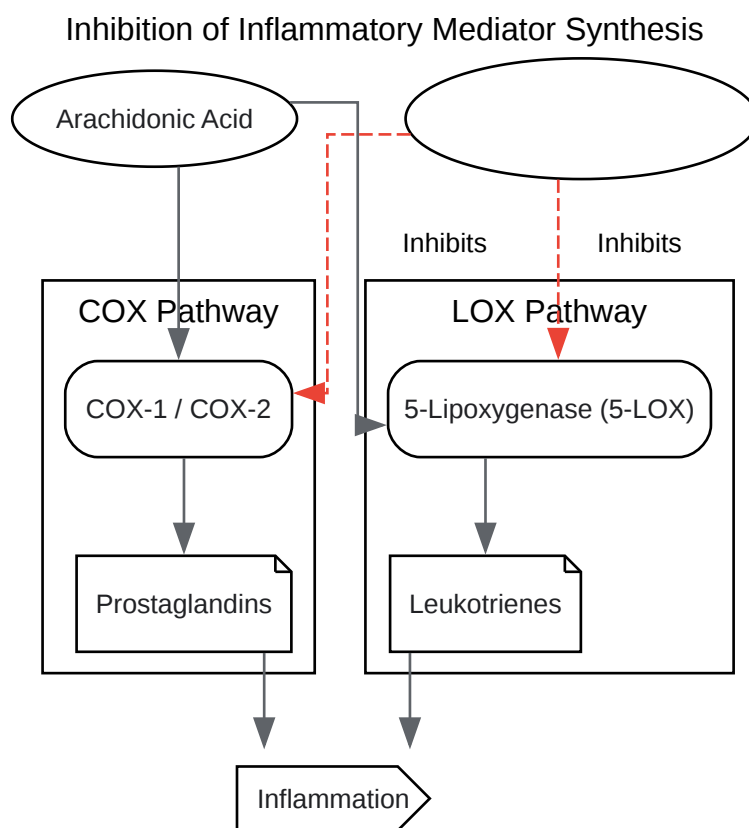 Inhibition of Inflammatory Mediator Synthesis
Arachidonic Acid
Inhibits
Inhibits
COX Pathway
LOX Pathway
COX-1 / COX-2
5-Lipoxygenase (5-LOX)
Prostaglandins
Leukotrienes
Inflammation